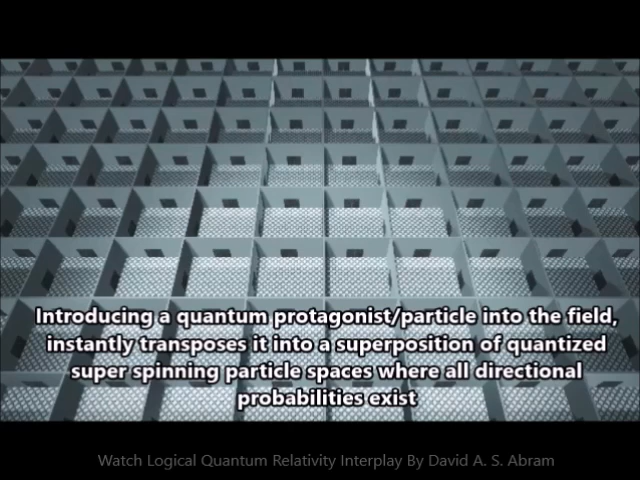 Introducing a quantum protagonist/particle into the field,
instantly transposes it into a superposition of quantized
super spinning particle spaces where all directional
probabilities exist
Watch Logical Quantum Relativity Interplay By David A. S. Abram